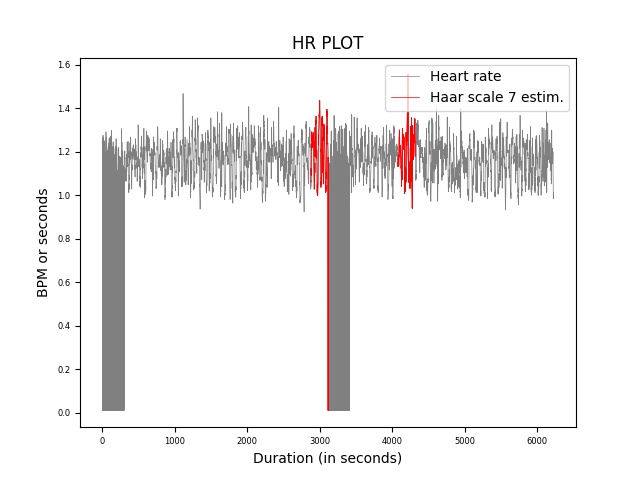 HR PLOT
Heart rate
Haar scale 7 estim.
BPM or seconds
1.6
1.4
1.2
1.0
0.8
0.6
0.4
0.2
0.0
0 1000 2000 3000 4000 5000 6000
Duration (in seconds)